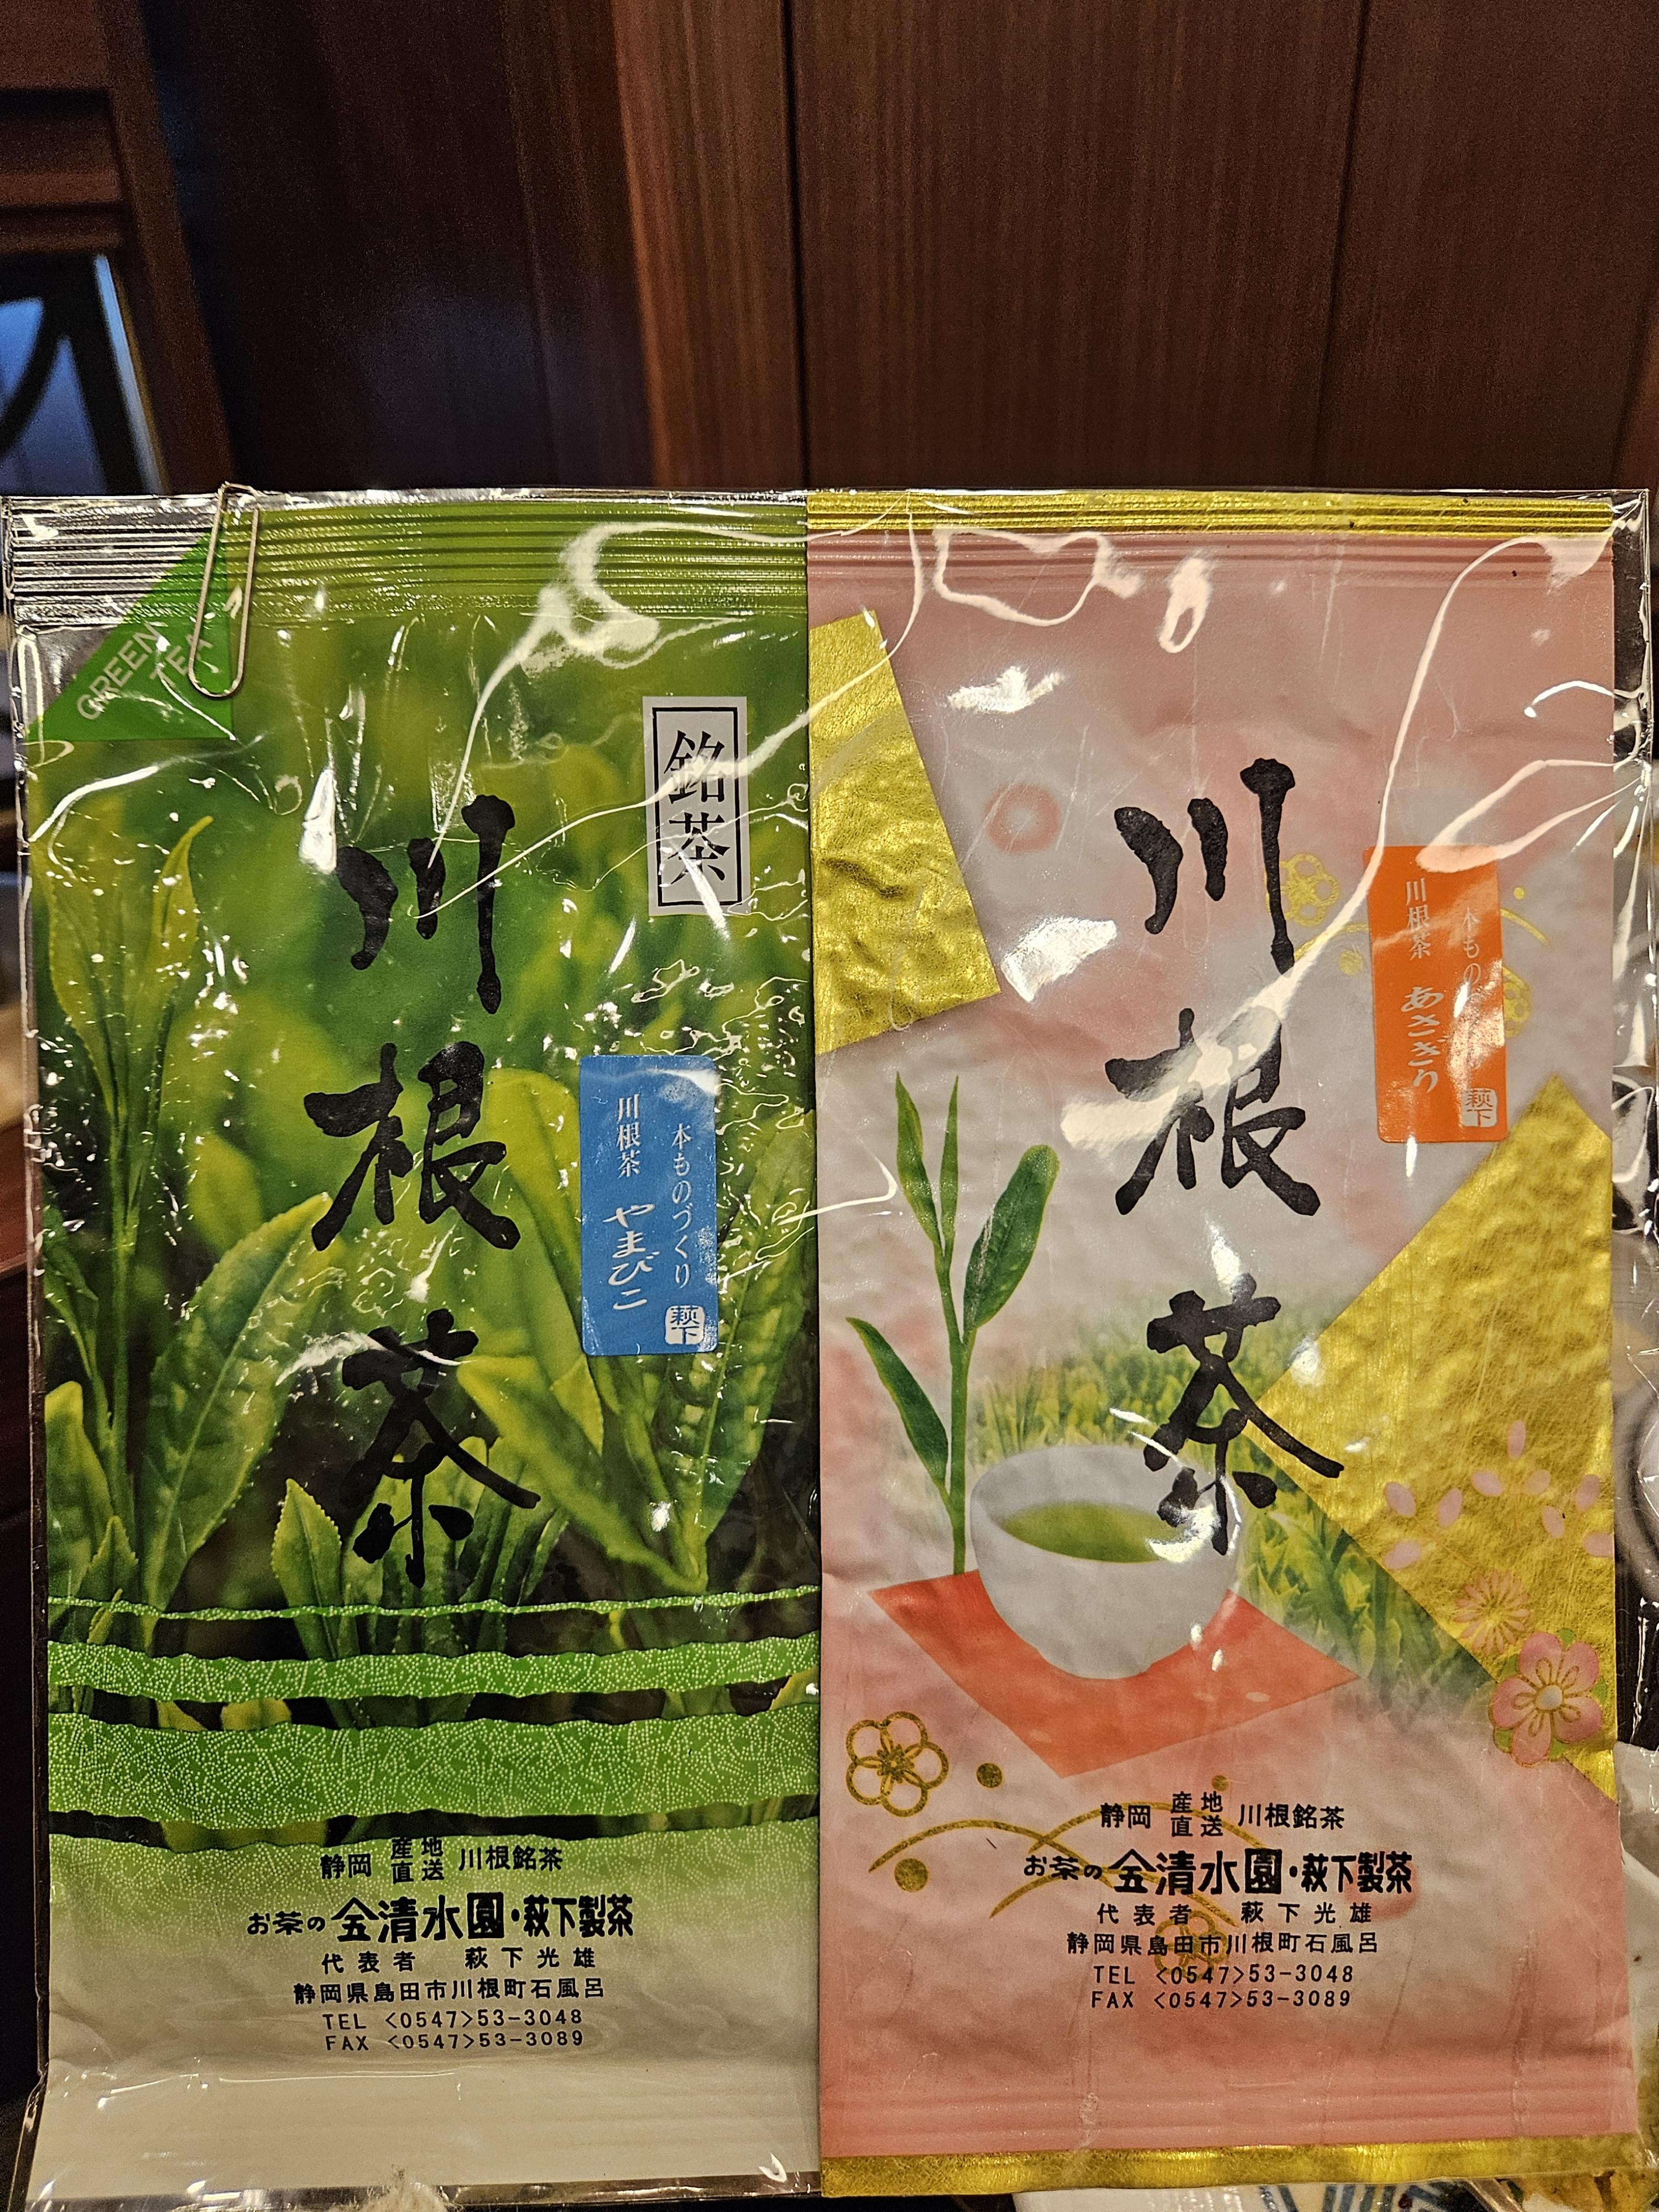 GREEN
TEA
銘茶
川根茶
本ものづくり
川根茶 やまびこ
萩下
静岡 産地直送 川根銘茶
お茶の 清水園・萩下製茶
代表者 萩下光雄
静岡県島田市川根町石風呂
TEL <0547>53-3048
FAX <0547>53-3089
川根茶
本もの
川根茶 あさぎり
萩下
静岡 産地直送 川根銘茶
お茶の 清水園・萩下製茶
代表者 萩下光雄
静岡県島田市川根町石風呂
TEL <0547>53-3048
FAX <0547>53-3089